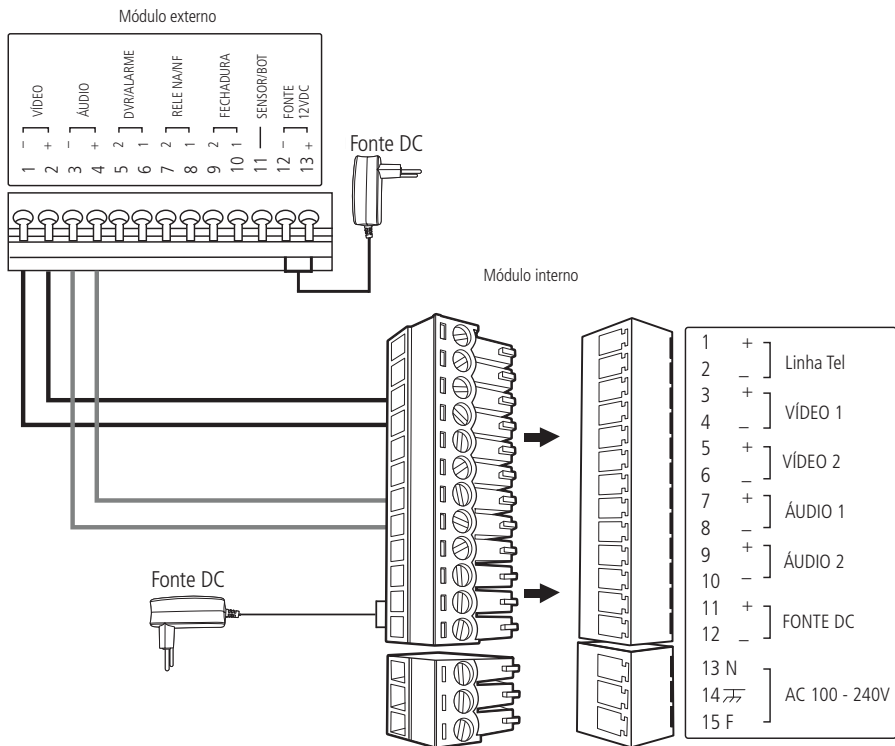 Módulo externo
VÍDEO
ÁUDIO
DVR/ALARME
RELE NA/NF
FECHADURA
SENSOR/BOT
FONTE
12VDC
− + − + 2 1 2 1 2 1 − +
1 2 3 4 5 6 7 8 9 10 11 12 13
Fonte DC
Módulo interno
1 +
2 − Linha Tel
3 +
4 − VÍDEO 1
5 +
6 − VÍDEO 2
7 +
8 − ÁUDIO 1
9 +
10 − ÁUDIO 2
11 +
12 − FONTE DC
13 N
14 AC 100 - 240V
15 F
Fonte DC